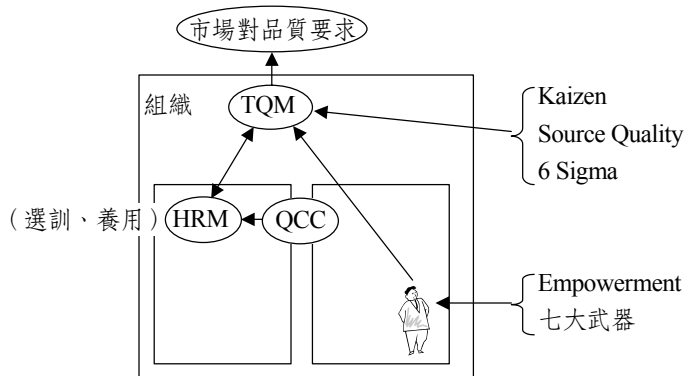 市場對品質要求
組織
TQM
Kaizen
Source Quality
6 Sigma
（選訓、養用）
HRM
QCC
Empowerment
七大武器